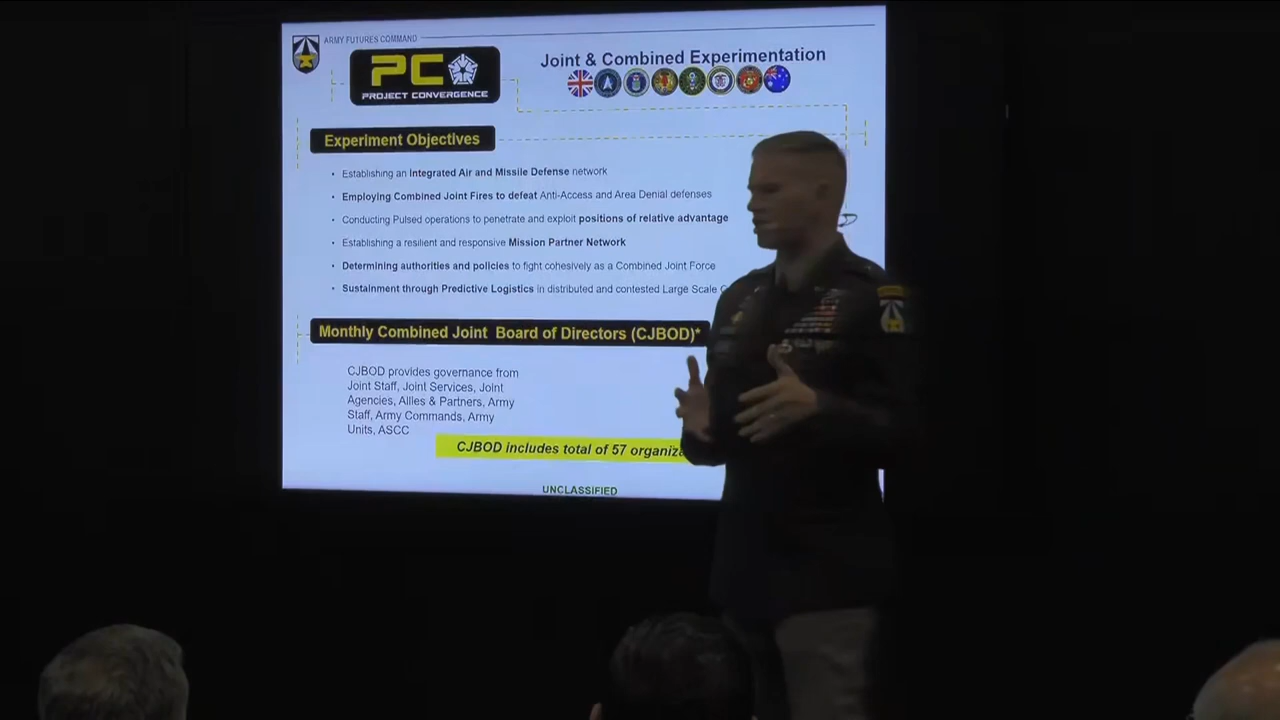 ARMY FUTURES COMMAND
PC
PROJECT CONVERGENCE
Joint & Combined Experimentation
Experiment Objectives
• Establishing an Integrated Air and Missile Defense network
• Employing Combined Joint Fires to defeat Anti-Access and Area Denial defenses
• Conducting Pulsed operations to penetrate and exploit positions of relative advantage
• Establishing a resilient and responsive Mission Partner Network
• Determining authorities and policies to fight cohesively as a Combined Joint Force
• Sustainment through Predictive Logistics in distributed and contested Large Scale
Monthly Combined Joint Board of Directors (CJBOD)*
CJBOD provides governance from
Joint Staff, Joint Services, Joint
Agencies, Allies & Partners, Army
Staff, Army Commands, Army
Units, ASCC
CJBOD includes total of 57
UNCLASSIFIED